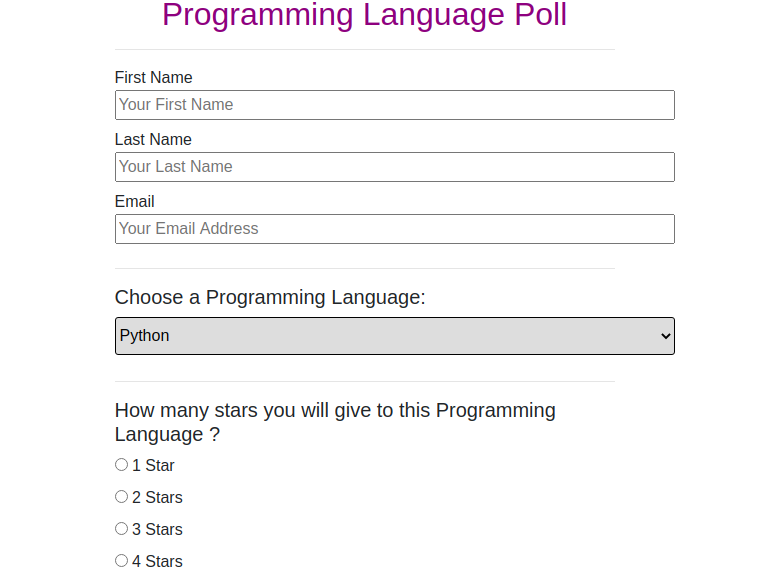 Programming Language Poll
First Name
Your First Name
Last Name
Your Last Name
Email
Your Email Address
Choose a Programming Language:
Python
How many stars you will give to this Programming
Language ?
1 Star
2 Stars
3 Stars
4 Stars